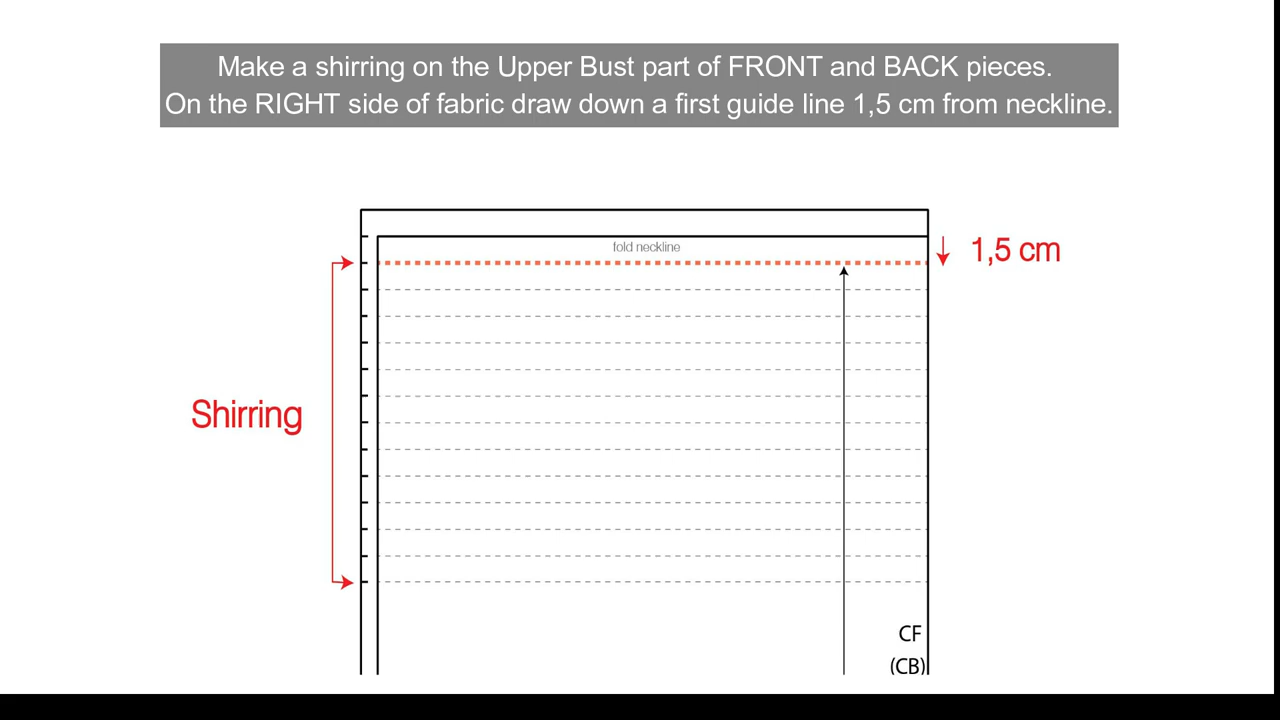 Make a shirring on the Upper Bust part of FRONT and BACK pieces.
On the RIGHT side of fabric draw down a first guide line 1,5 cm from neckline.
fold neckline
1,5 cm
Shirring
CF
(CB)